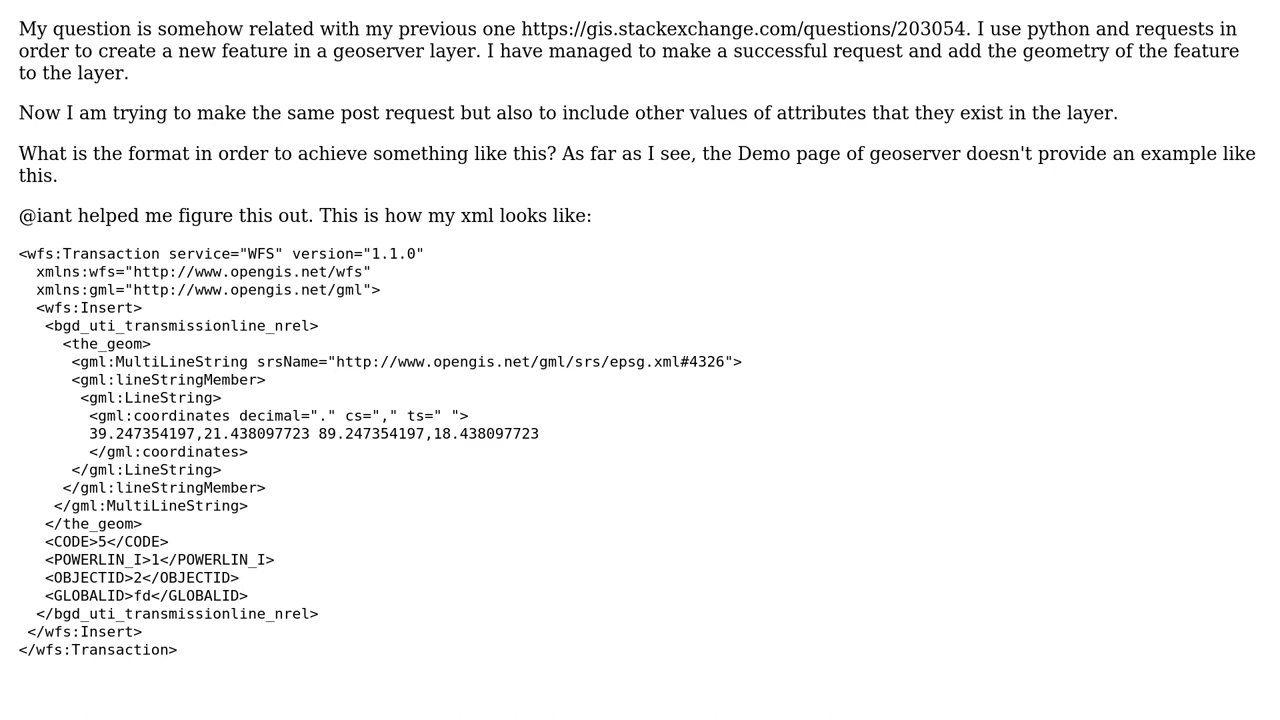 My question is somehow related with my previous one https://gis.stackexchange.com/questions/203054. I use python and requests in
order to create a new feature in a geoserver layer. I have managed to make a successful request and add the geometry of the feature
to the layer.
Now I am trying to make the same post request but also to include other values of attributes that they exist in the layer.
What is the format in order to achieve something like this? As far as I see, the Demo page of geoserver doesn't provide an example like
this.
@iant helped me figure this out. This is how my xml looks like:
<wfs:Transaction service="WFS" version="1.1.0"
  xmlns:wfs="http://www.opengis.net/wfs"
  xmlns:gml="http://www.opengis.net/gml">
  <wfs:Insert>
   <bgd_uti_transmissionline_nrel>
     <the_geom>
      <gml:MultiLineString srsName="http://www.opengis.net/gml/srs/epsg.xml#4326">
      <gml:lineStringMember>
       <gml:LineString>
        <gml:coordinates decimal="." cs="," ts=" ">
        39.247354197,21.438097723 89.247354197,18.438097723
        </gml:coordinates>
      </gml:LineString>
     </gml:lineStringMember>
    </gml:MultiLineString>
   </the_geom>
   <CODE>5</CODE>
   <POWERLIN_I>1</POWERLIN_I>
   <OBJECTID>2</OBJECTID>
   <GLOBALID>fd</GLOBALID>
  </bgd_uti_transmissionline_nrel>
 </wfs:Insert>
</wfs:Transaction>